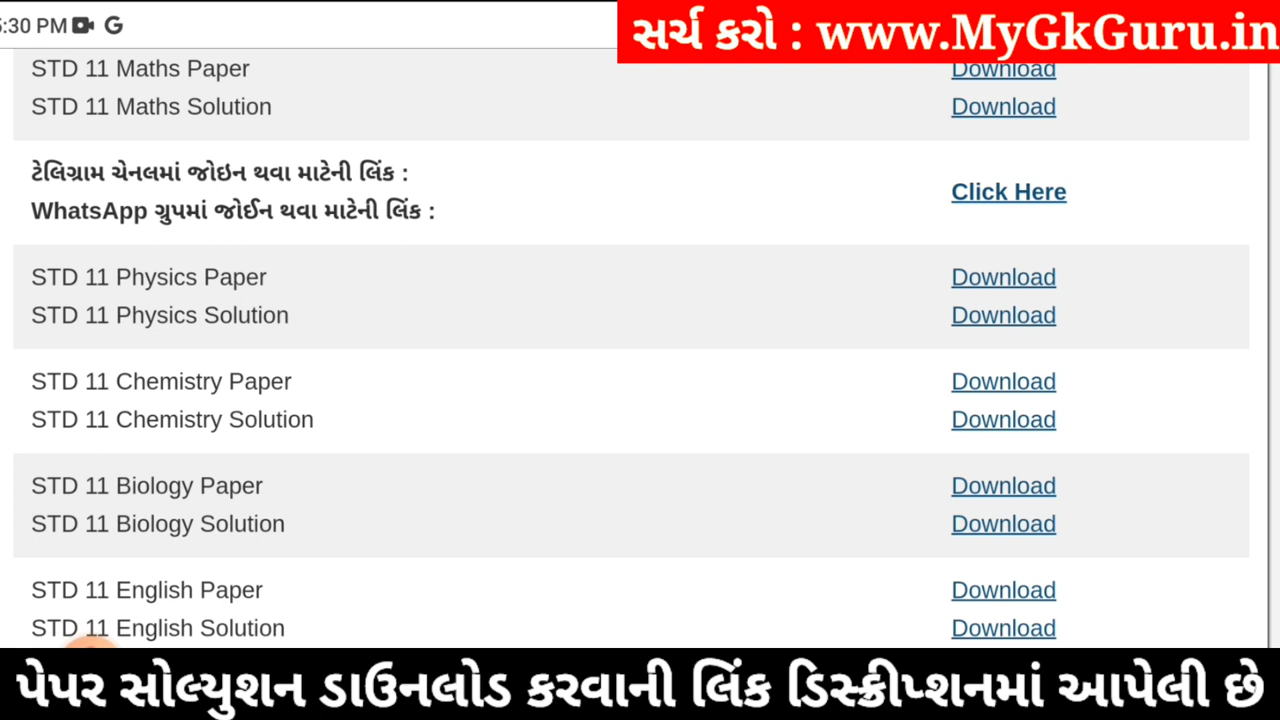 :30 PM G
સર્ચ કરો : www.MyGkGuru.in
STD 11 Maths Paper Download
STD 11 Maths Solution Download
ટેલિગ્રામ ચેનલમાં જોઇન થવા માટેની લિંક :
Click Here
WhatsApp ગ્રુપમાં જોઈન થવા માટેની લિંક :
STD 11 Physics Paper Download
STD 11 Physics Solution Download
STD 11 Chemistry Paper Download
STD 11 Chemistry Solution Download
STD 11 Biology Paper Download
STD 11 Biology Solution Download
STD 11 English Paper Download
STD 11 English Solution Download
પેપર સોલ્યુશન ડાઉનલોડ કરવાની લિંક ડિસ્ક્રીપ્શનમાં આપેલી છે